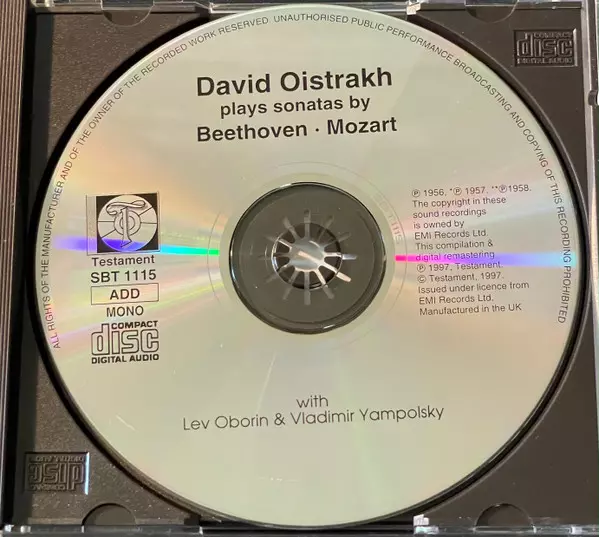 ALL RIGHTS OF THE MANUFACTURER AND OF THE OWNER OF THE RECORDED WORK RESERVED UNAUTHORISED PUBLIC PERFORMANCE BROADCASTING AND COPYING OF THIS RECORDING PROHIBITED
COMPACT
disc
DIGITAL AUDIO
David Oistrakh
plays sonatas by
Beethoven · Mozart
Testament
SBT 1115
ADD
MONO
COMPACT
disc
DIGITAL AUDIO
℗ 1956. *℗ 1957. **℗1958.
The copyright in these
sound recordings
is owned by
EMI Records Ltd.
This compilation &
digital remastering
℗ 1997, Testament.
© Testament, 1997.
Issued under licence from
EMI Records Ltd.
Manufactured in the UK
with
Lev Oborin & Vladimir Yampolsky
COMPACT
disc
DIGITAL AUDIO